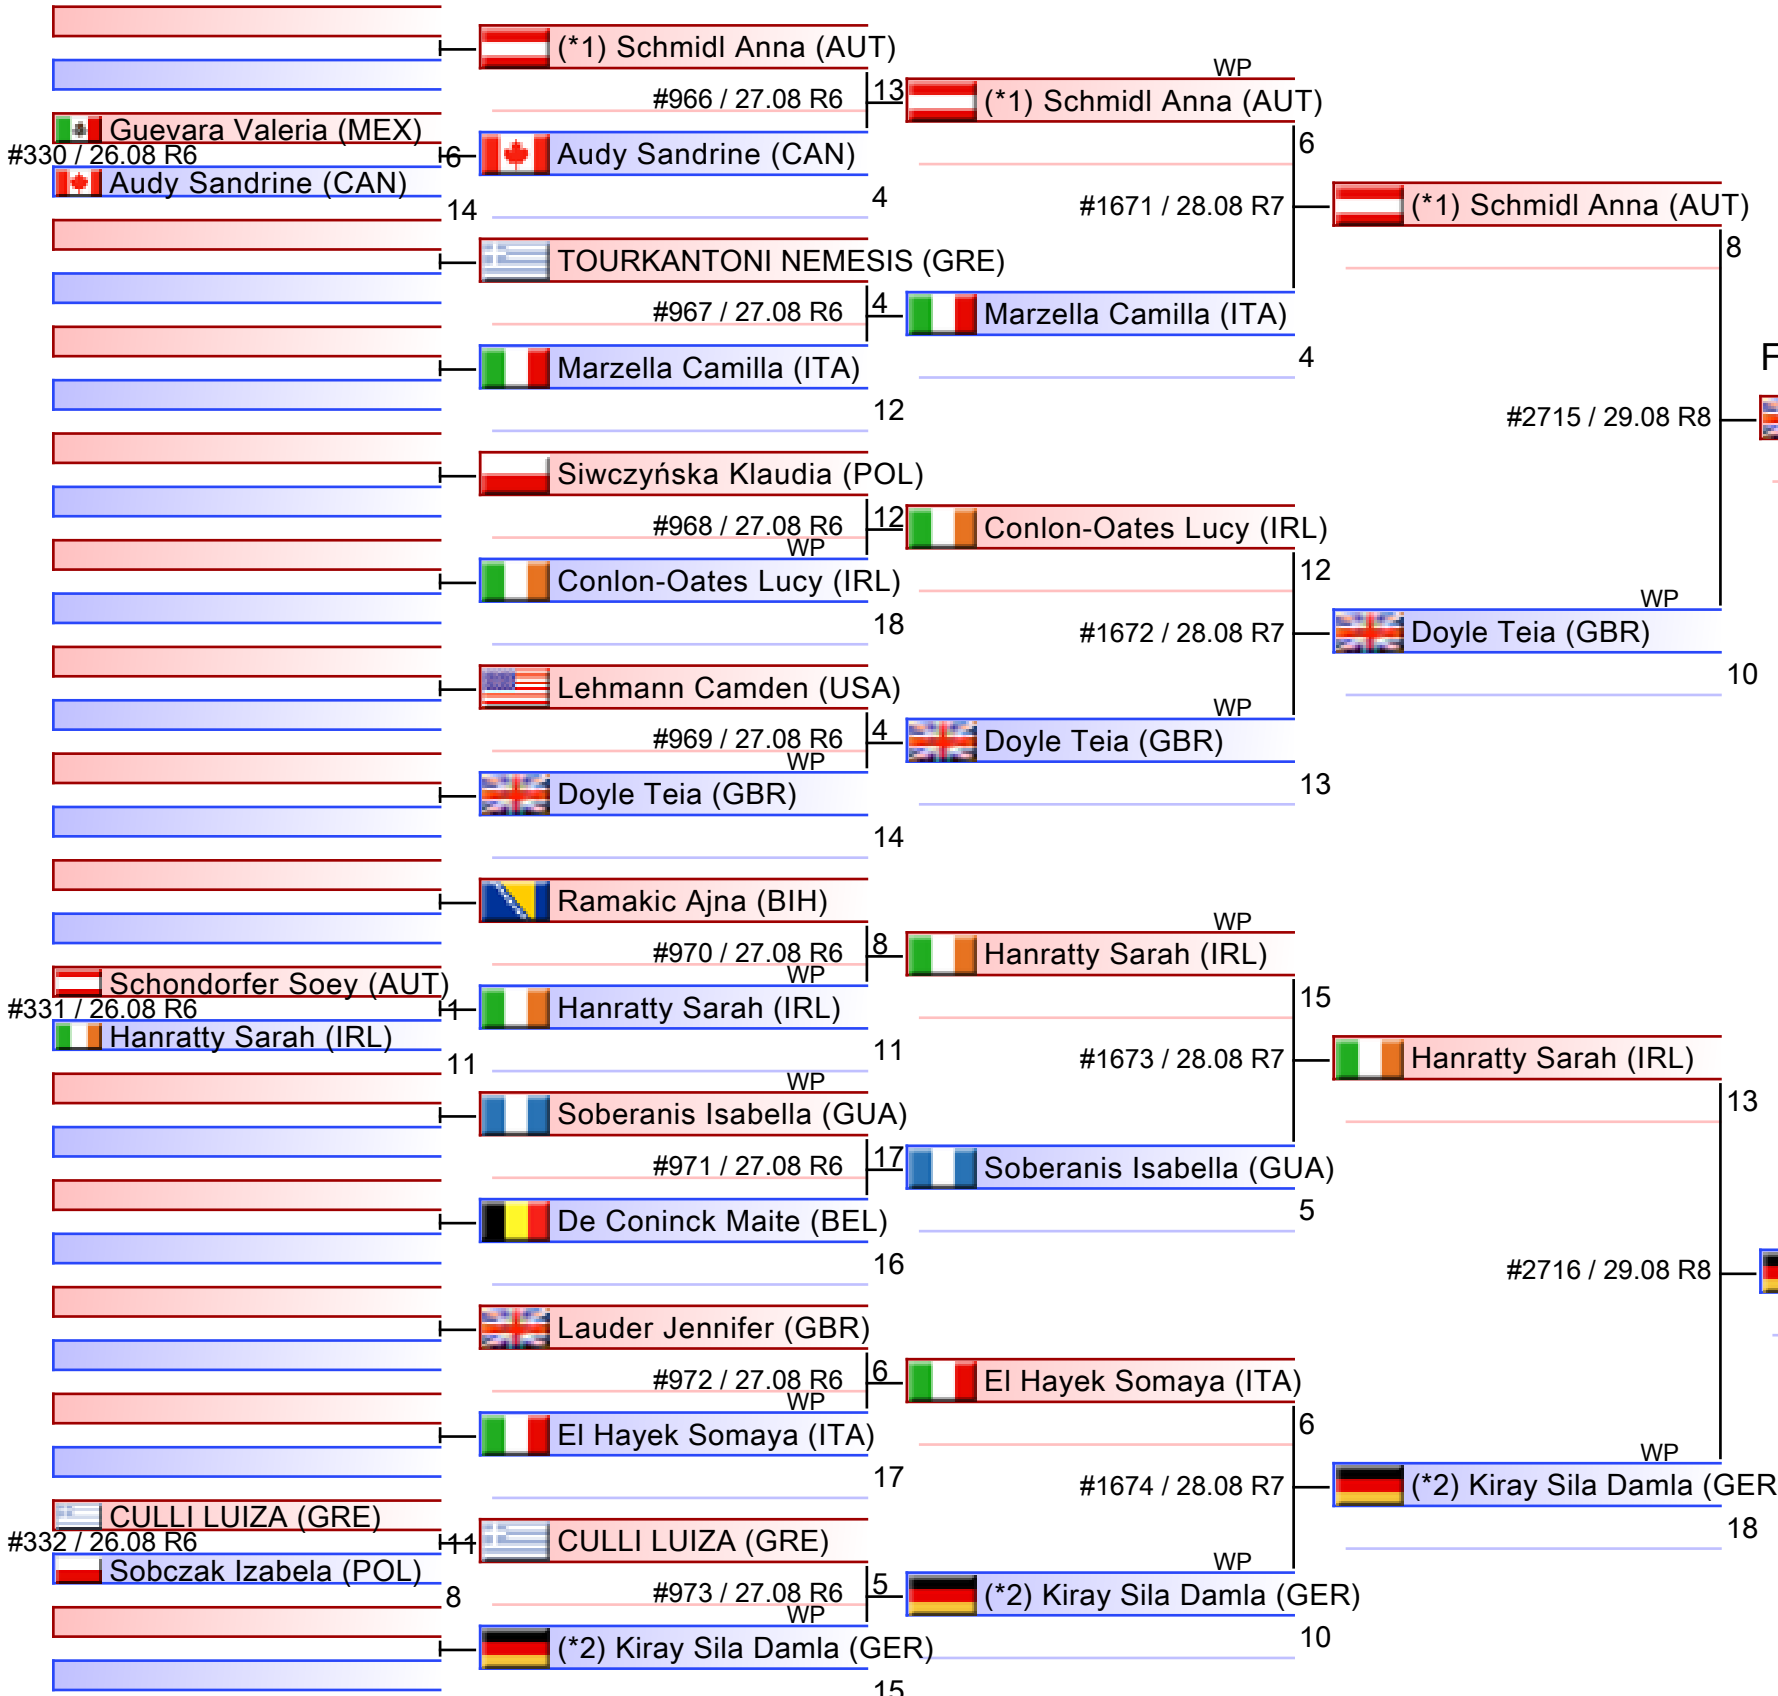 Guevara Valeria (MEX)
#330 / 26.08 R6
6
Audy Sandrine (CAN)
14
Schondorfer Soey (AUT)
#331 / 26.08 R6
1
Hanratty Sarah (IRL)
11
CULLI LUIZA (GRE)
#332 / 26.08 R6
11
Sobczak Izabela (POL)
8
(*1) Schmidl Anna (AUT)
#966 / 27.08 R6
13
Audy Sandrine (CAN)
4
TOURKANTONI NEMESIS (GRE)
#967 / 27.08 R6
4
Marzella Camilla (ITA)
12
Siwczyńska Klaudia (POL)
#968 / 27.08 R6
12
WP
Conlon-Oates Lucy (IRL)
18
Lehmann Camden (USA)
#969 / 27.08 R6
4
WP
Doyle Teia (GBR)
14
Ramakic Ajna (BIH)
#970 / 27.08 R6
8
WP
Hanratty Sarah (IRL)
11
WP
Soberanis Isabella (GUA)
#971 / 27.08 R6
17
De Coninck Maite (BEL)
16
Lauder Jennifer (GBR)
#972 / 27.08 R6
6
WP
El Hayek Somaya (ITA)
17
CULLI LUIZA (GRE)
#973 / 27.08 R6
5
WP
(*2) Kiray Sila Damla (GER)
15
WP
(*1) Schmidl Anna (AUT)
6
#1671 / 28.08 R7
Marzella Camilla (ITA)
4
Conlon-Oates Lucy (IRL)
12
#1672 / 28.08 R7
WP
Doyle Teia (GBR)
13
WP
Hanratty Sarah (IRL)
15
#1673 / 28.08 R7
Soberanis Isabella (GUA)
5
El Hayek Somaya (ITA)
6
#1674 / 28.08 R7
WP
(*2) Kiray Sila Damla (GER)
10
(*1) Schmidl Anna (AUT)
8
#2715 / 29.08 R8
WP
Doyle Teia (GBR)
10
Hanratty Sarah (IRL)
13
#2716 / 29.08 R8
WP
(*2) Kiray Sila Damla (GER
18
F